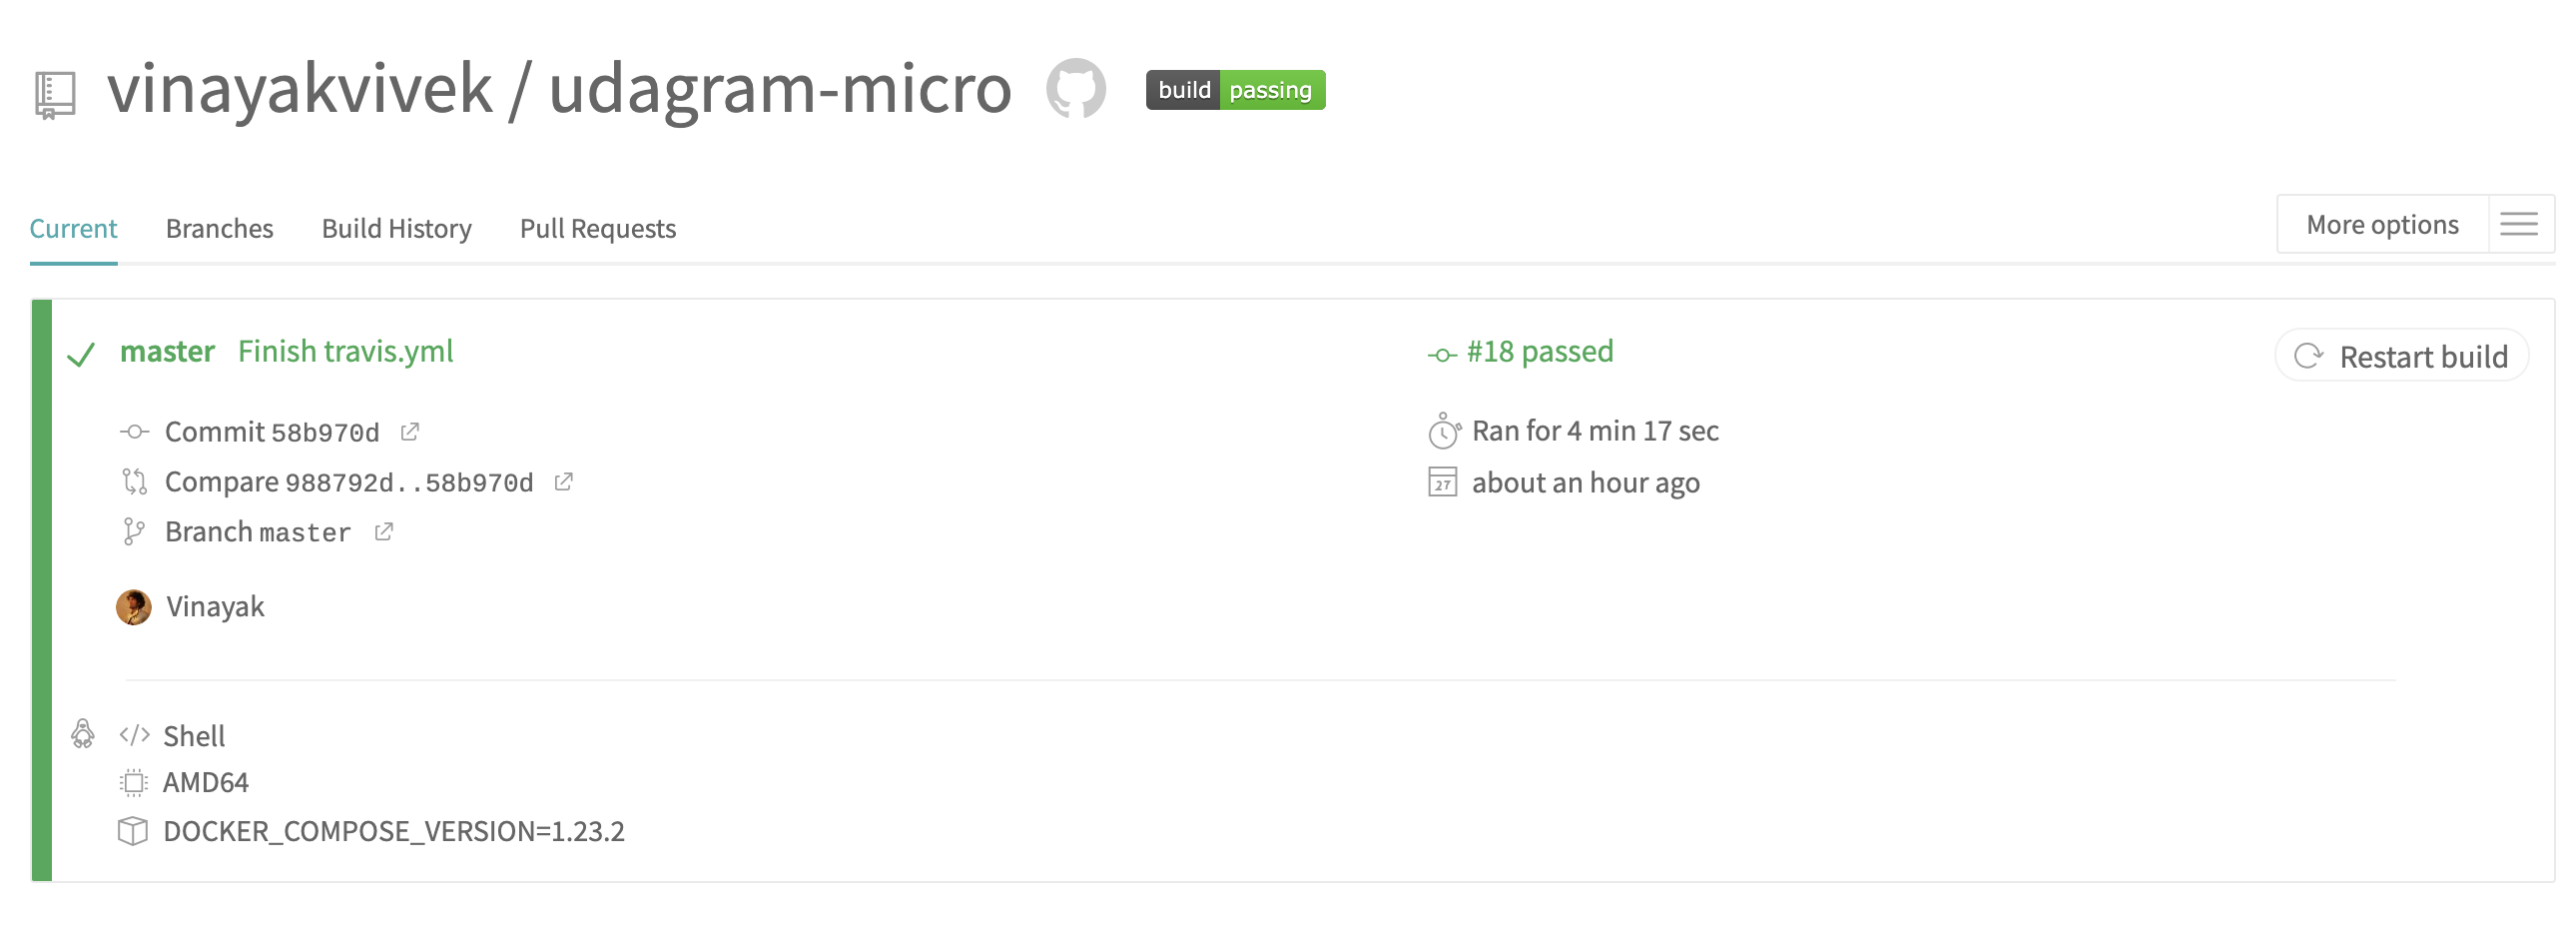 vinayakvivek / udagram-micro build passing
Current Branches Build History Pull Requests More options
master Finish travis.yml #18 passed Restart build
Commit 58b970d Ran for 4 min 17 sec
Compare 988792d..58b970d 27 about an hour ago
Branch master
Vinayak
</> Shell
AMD64
DOCKER_COMPOSE_VERSION=1.23.2